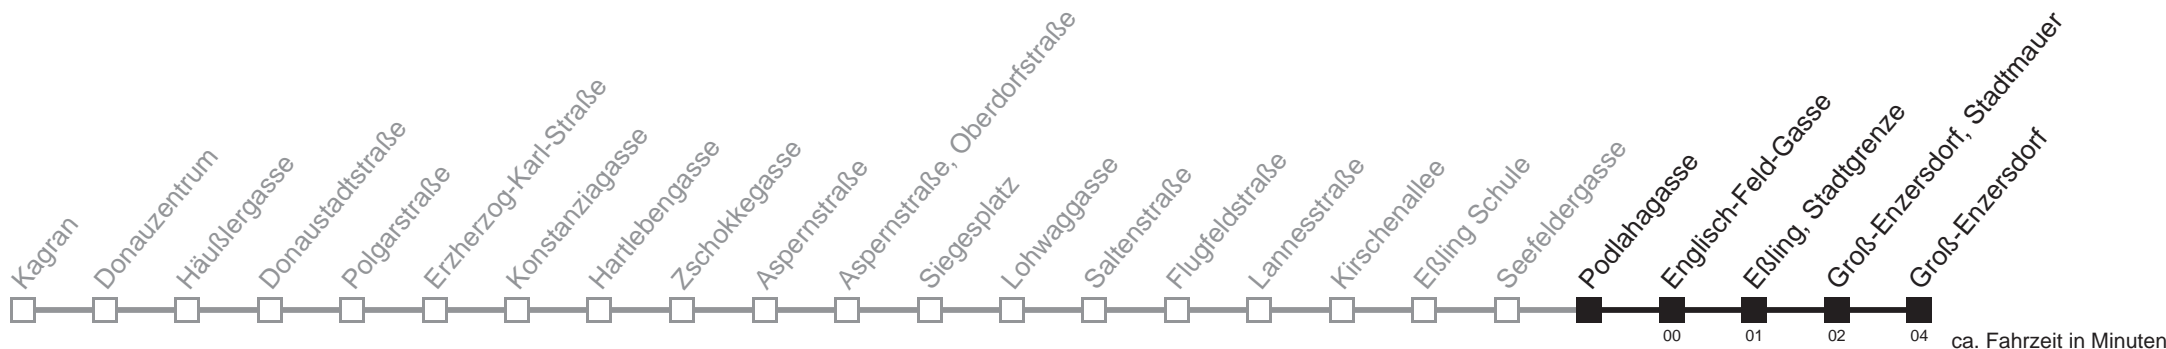 Kagran
Donauzentrum
Häußlergasse
Donaustadtstraße
Polgarstraße
Erzherzog-Karl-Straße
Konstanziagasse
Hartlebengasse
Zschokkegasse
Aspernstraße
Aspernstraße, Oberdorfstraße
Siegesplatz
Lohwaggasse
Saltenstraße
Flugfeldstraße
Lannesstraße
Kirschenallee
Eßling Schule
Seefeldergasse
Podlahagasse
Englisch-Feld-Gasse
Eßling, Stadtgrenze
Groß-Enzersdorf, Stadtmauer
Groß-Enzersdorf
00 01 02 04 ca. Fahrzeit in Minuten